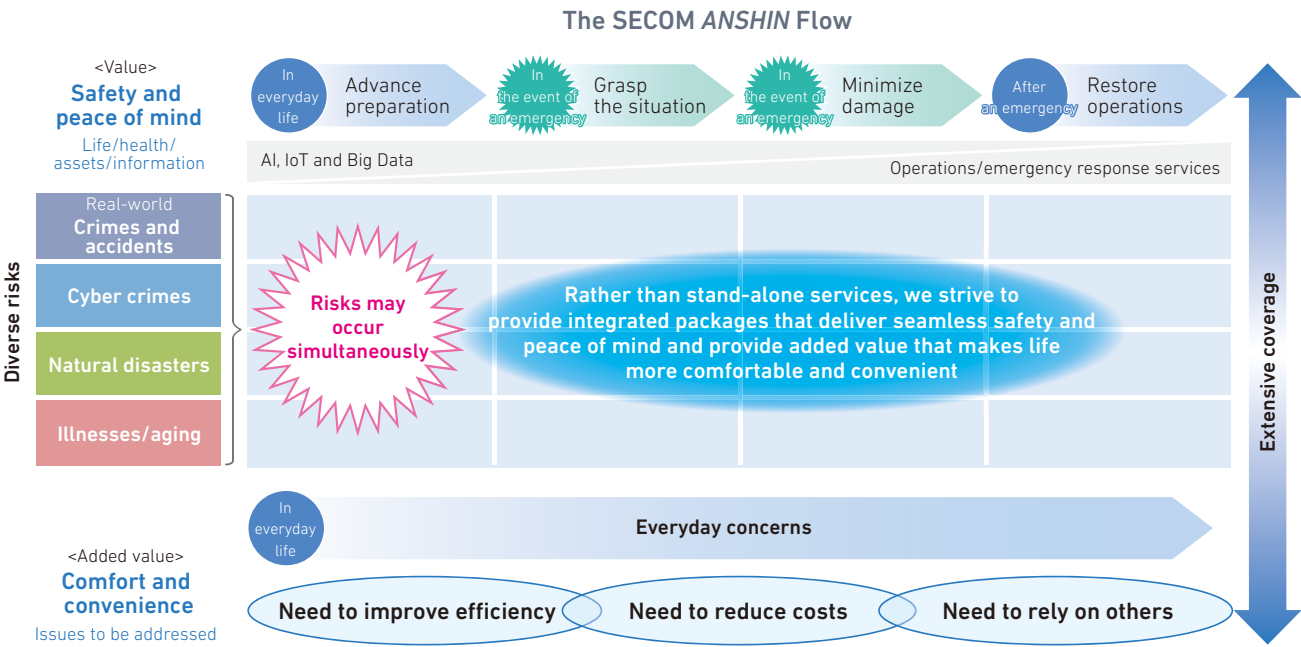 The SECOM ANSHIN Flow
<Value>
Safety and
peace of mind
Life/health/
assets/information
In
everyday
life
Advance
preparation
In
the event of
an emergency
Grasp
the situation
In
the event of
an emergency
Minimize
damage
After
an emergency
Restore
operations
AI, IoT and Big Data
Operations/emergency response services
Diverse risks
Real-world
Crimes and
accidents
Cyber crimes
Natural disasters
Illnesses/aging
Risks may
occur
simultaneously
Rather than stand-alone services, we strive to
provide integrated packages that deliver seamless safety and
peace of mind and provide added value that makes life
more comfortable and convenient
Extensive coverage
<Added value>
Comfort and
convenience
Issues to be addressed
In
everyday
life
Everyday concerns
Need to improve efficiency
Need to reduce costs
Need to rely on others